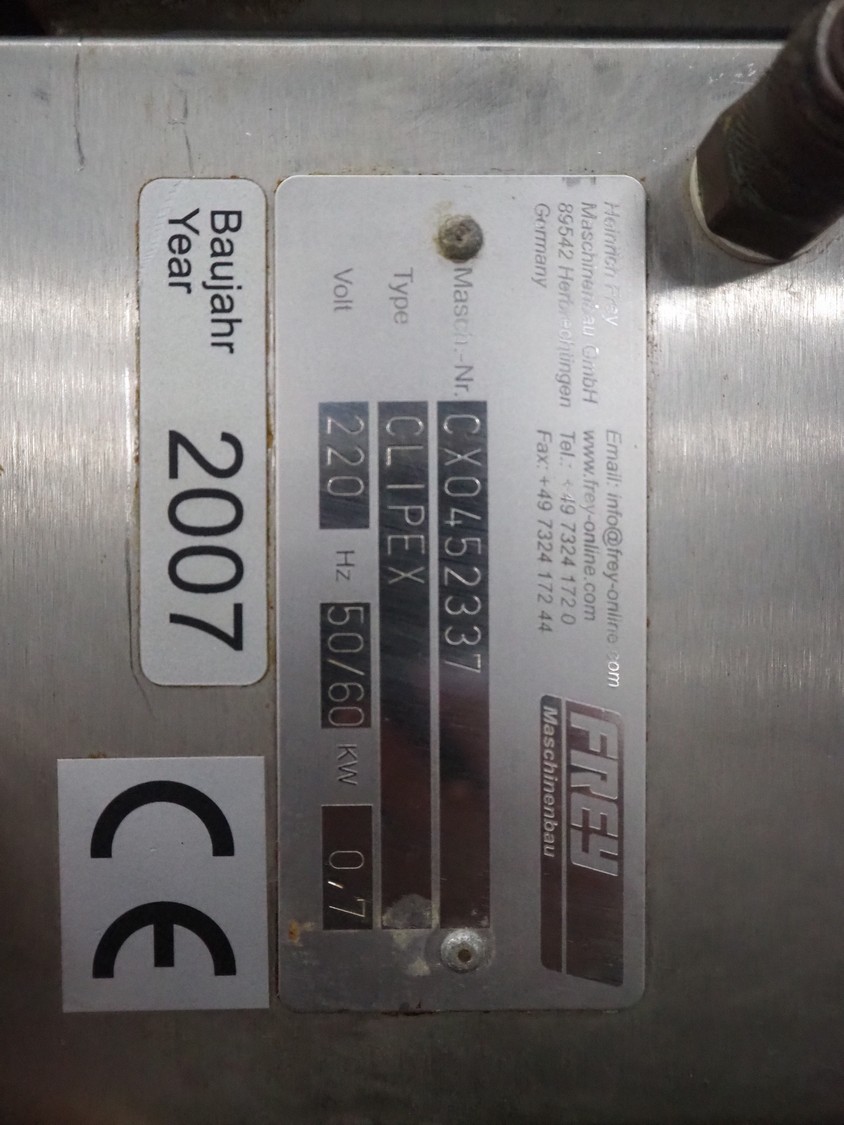 Heinrich Frey
Maschinenbau GmbH
89542 Herbrechtingen
Germany
Email: info@frey-online.com
www.frey-online.com
Tel.: +49 7324 172 0
Fax: +49 7324 172 44
FREY
Maschinenbau
Masch.-Nr. CX0452337
Type CLIPEX
Volt 220 Hz 50/60 KW 0,7
Baujahr
Year
2007
CE